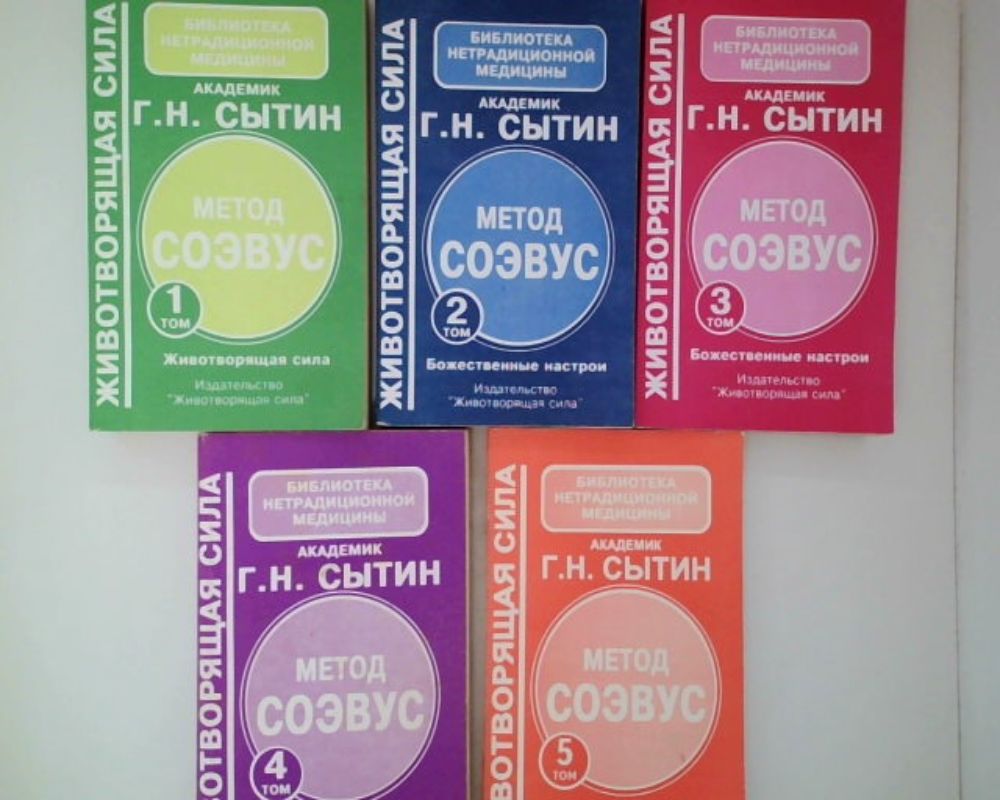 ЖИВОТВОРЯЩАЯ СИЛА
БИБЛИОТЕКА
НЕТРАДИЦИОННОЙ
МЕДИЦИНЫ
АКАДЕМИК
Г.Н. СЫТИН
МЕТОД
СОЭВУС
1
ТОМ
Животворящая сила
Издательство
"Животворящая сила"
ЖИВОТВОРЯЩАЯ СИЛА
БИБЛИОТЕКА
НЕТРАДИЦИОННОЙ
МЕДИЦИНЫ
АКАДЕМИК
Г.Н. СЫТИН
МЕТОД
СОЭВУС
2
ТОМ
Божественные настрои
Издательство
"Животворящая сила"
ЖИВОТВОРЯЩАЯ СИЛА
БИБЛИОТЕКА
НЕТРАДИЦИОННОЙ
МЕДИЦИНЫ
АКАДЕМИК
Г.Н. СЫТИН
МЕТОД
СОЭВУС
3
ТОМ
Божественные настрои
Издательство
"Животворящая сила"
ВОТВОРЯЩАЯ СИЛА
БИБЛИОТЕКА
НЕТРАДИЦИОННОЙ
МЕДИЦИНЫ
АКАДЕМИК
Г.Н. СЫТИН
МЕТОД
СОЭВУС
4
ТОМ
ВОТВОРЯЩАЯ СИЛА
БИБЛИОТЕКА
НЕТРАДИЦИОННОЙ
МЕДИЦИНЫ
АКАДЕМИК
Г.Н. СЫТИН
МЕТОД
СОЭВУС
5
ТОМ